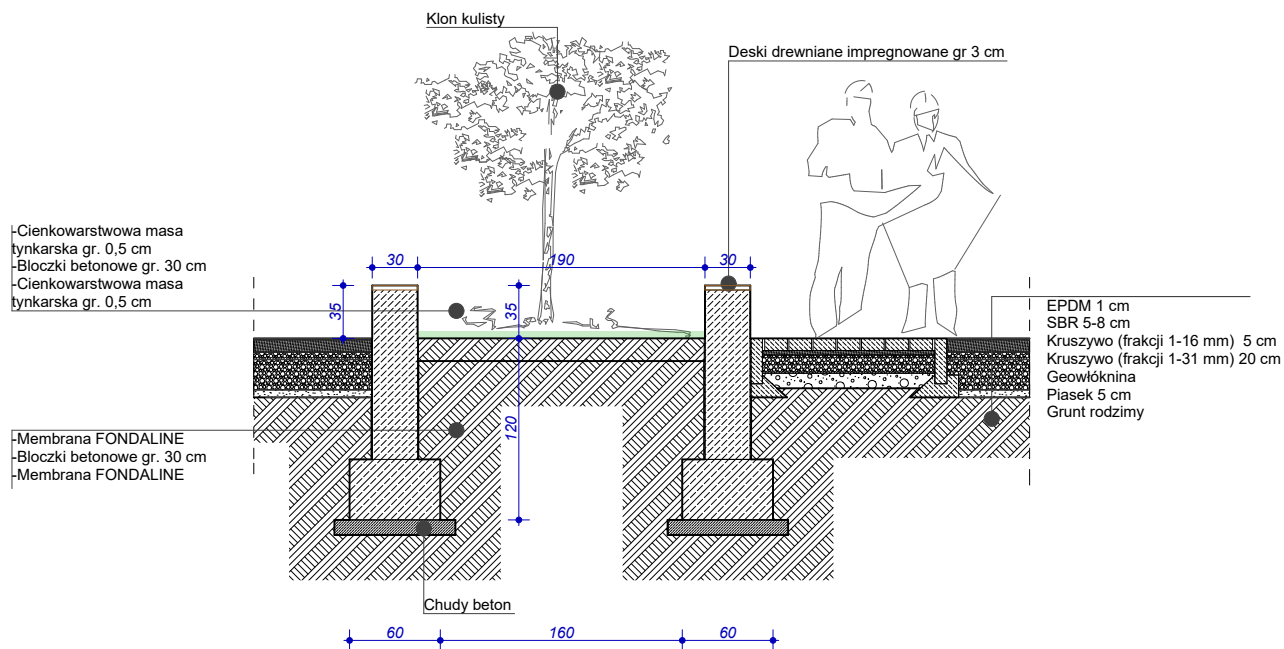 Klon kulisty
Deski drewniane impregnowane gr 3 cm
-Cienkowarstwowa masa
tynkarska gr. 0,5 cm
-Bloczki betonowe gr. 30 cm
-Cienkowarstwowa masa
tynkarska gr. 0,5 cm
30
190
30
35
35
EPDM 1 cm
SBR 5-8 cm
Kruszywo (frakcji 1-16 mm) 5 cm
Kruszywo (frakcji 1-31 mm) 20 cm
Geowłóknina
Piasek 5 cm
Grunt rodzimy
120
-Membrana FONDALINE
-Bloczki betonowe gr. 30 cm
-Membrana FONDALINE
Chudy beton
60
160
60